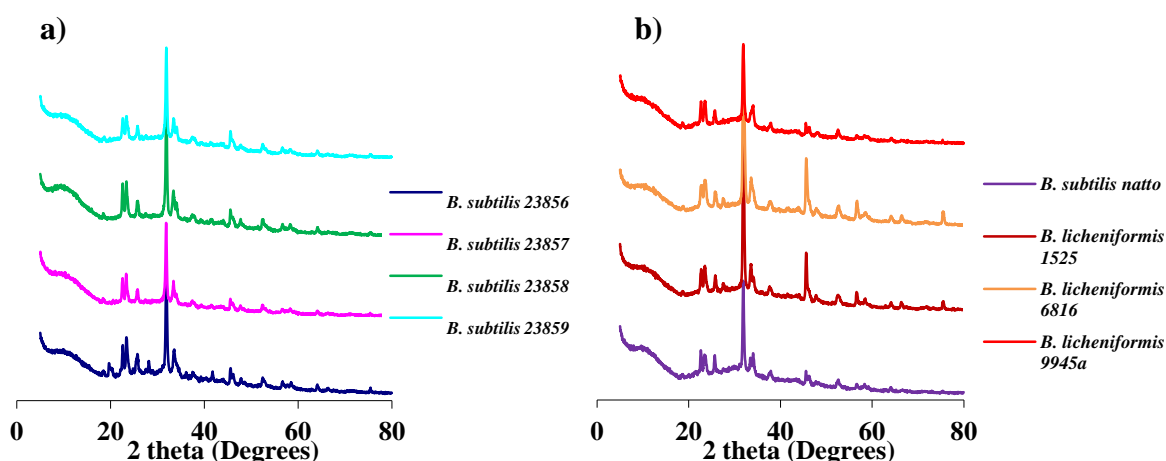 a)
B. subtilis 23856
B. subtilis 23857
B. subtilis 23858
B. subtilis 23859
0 20 40 60 80
2 theta (Degrees)
b)
B. subtilis natto
B. licheniformis
1525
B. licheniformis
6816
B. licheniformis
9945a
0 20 40 60 80
2 theta (Degrees)